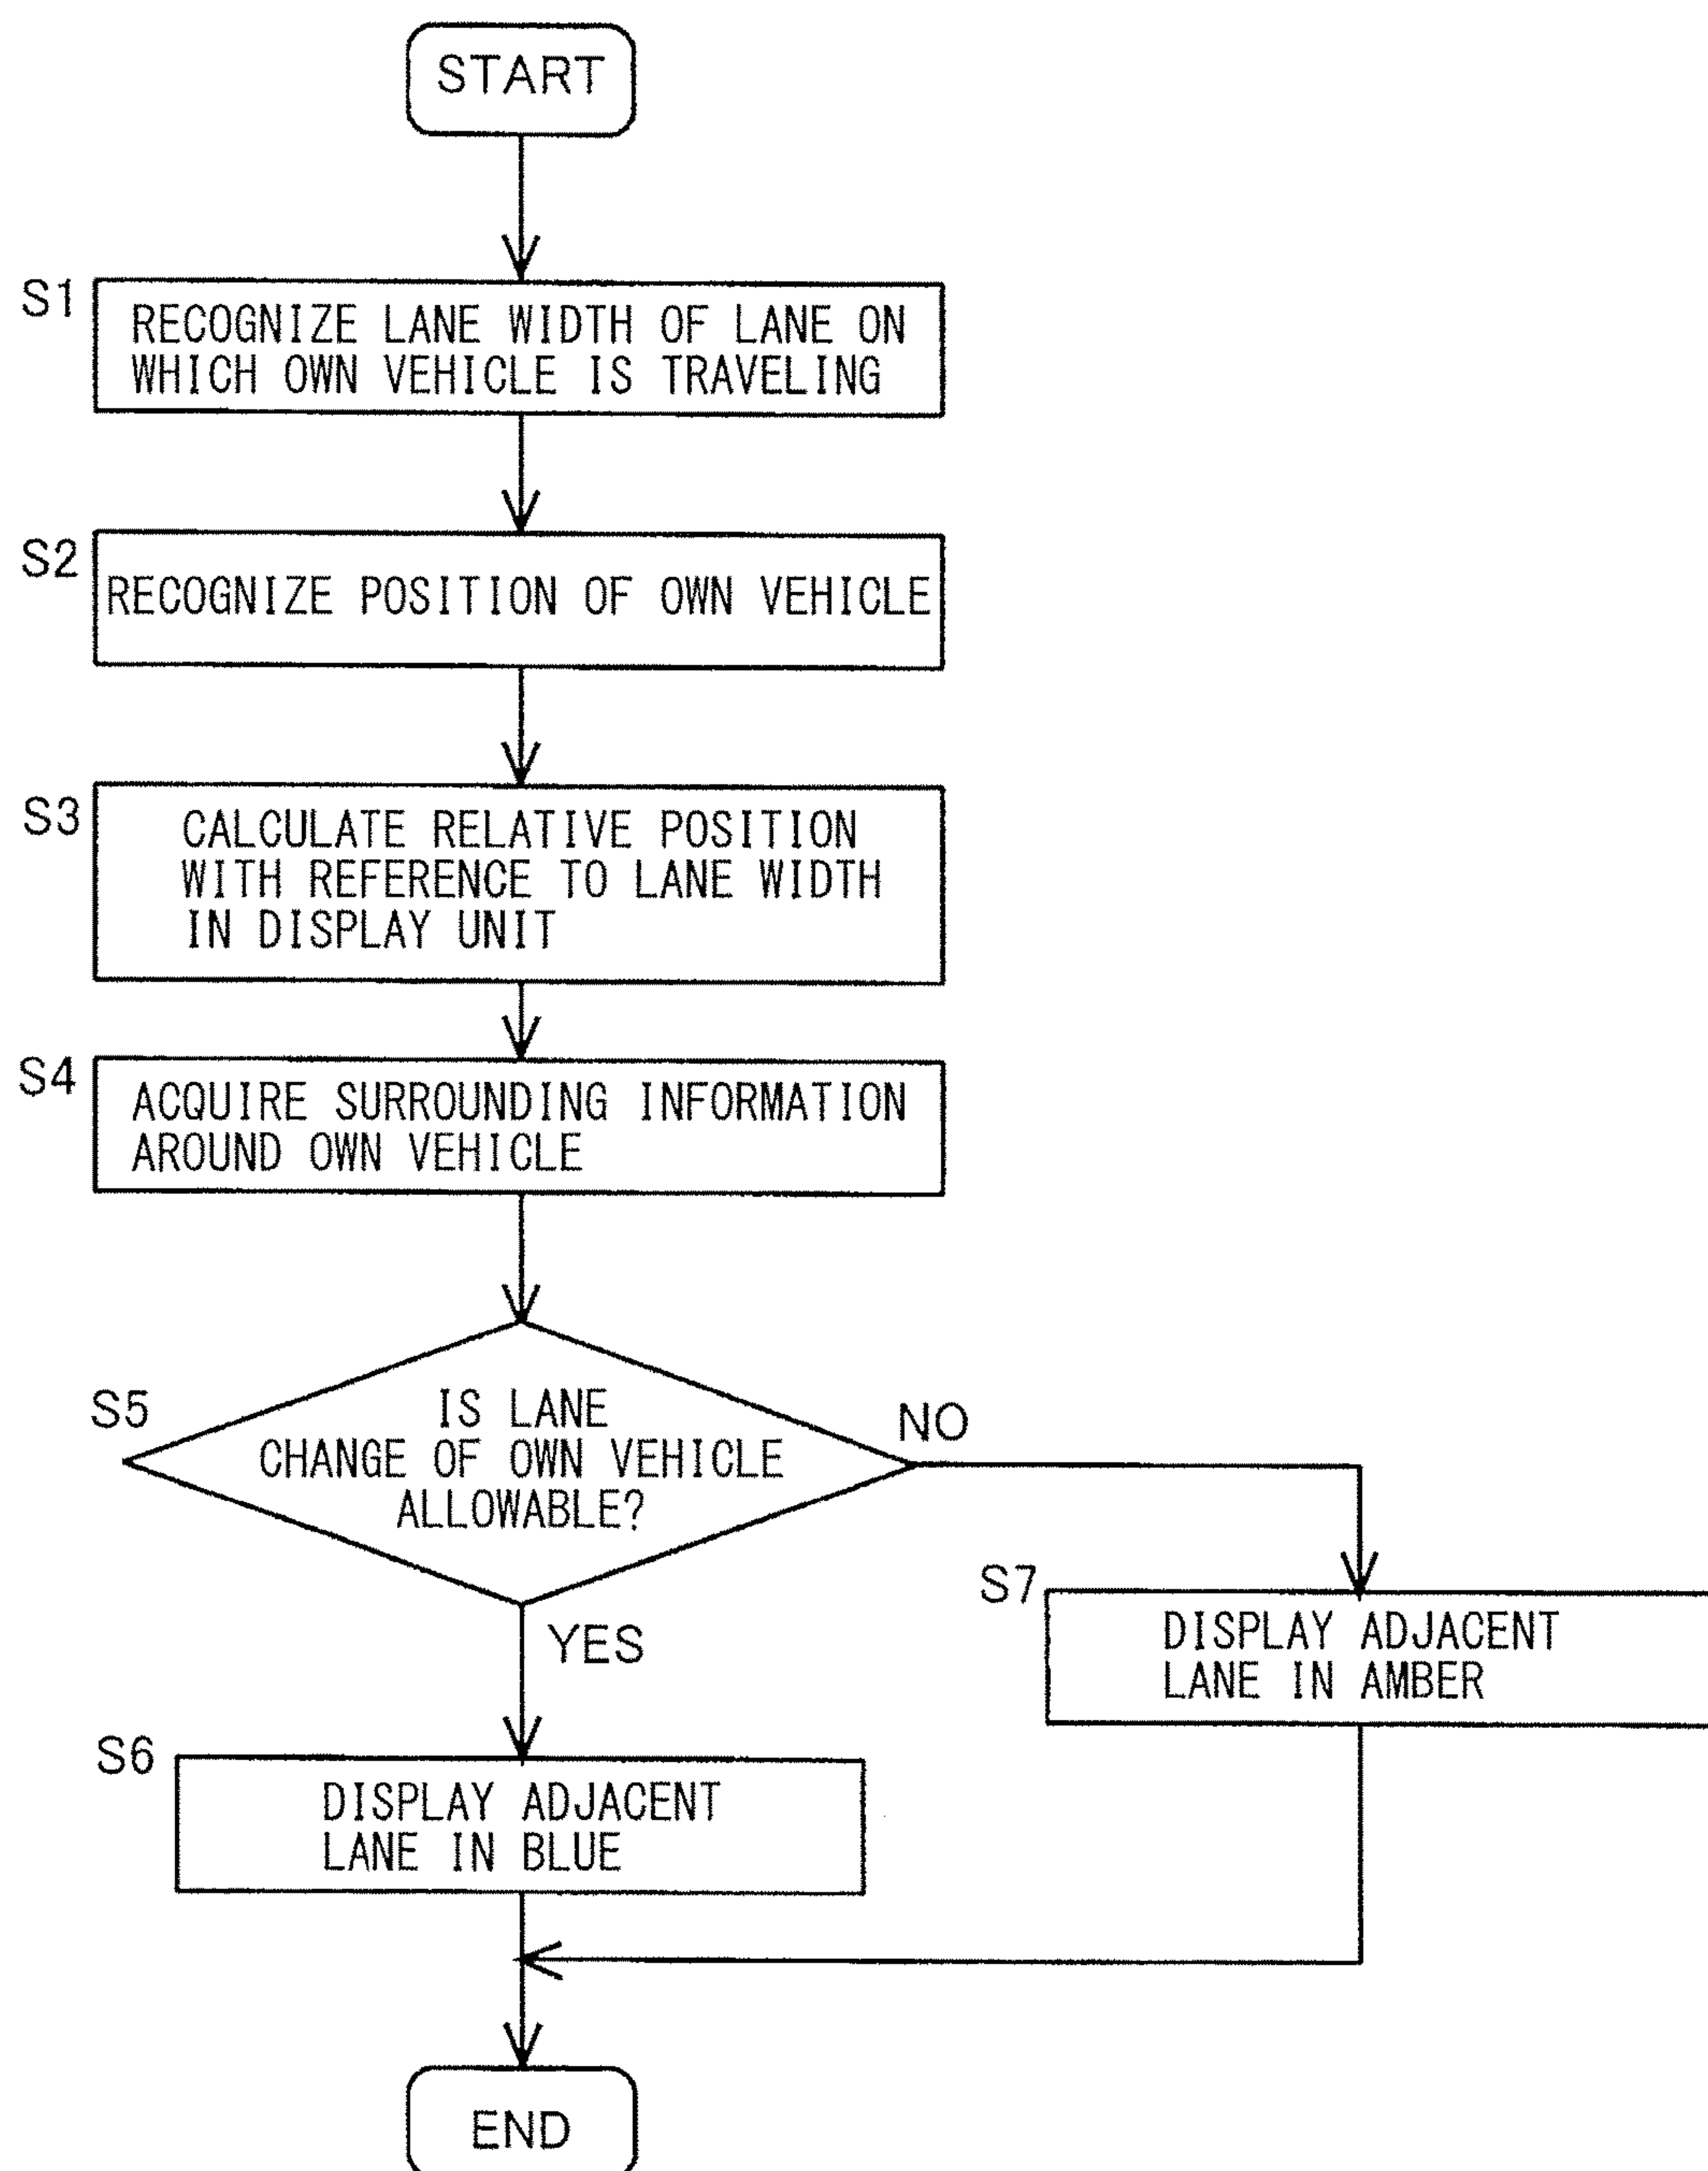 START
S1
RECOGNIZE LANE WIDTH OF LANE ON
WHICH OWN VEHICLE IS TRAVELING
S2
RECOGNIZE POSITION OF OWN VEHICLE
S3
CALCULATE RELATIVE POSITION
WITH REFERENCE TO LANE WIDTH
IN DISPLAY UNIT
S4
ACQUIRE SURROUNDING INFORMATION
AROUND OWN VEHICLE
S5
IS LANE
CHANGE OF OWN VEHICLE
ALLOWABLE?
NO
YES
S7
DISPLAY ADJACENT
LANE IN AMBER
S6
DISPLAY ADJACENT
LANE IN BLUE
END